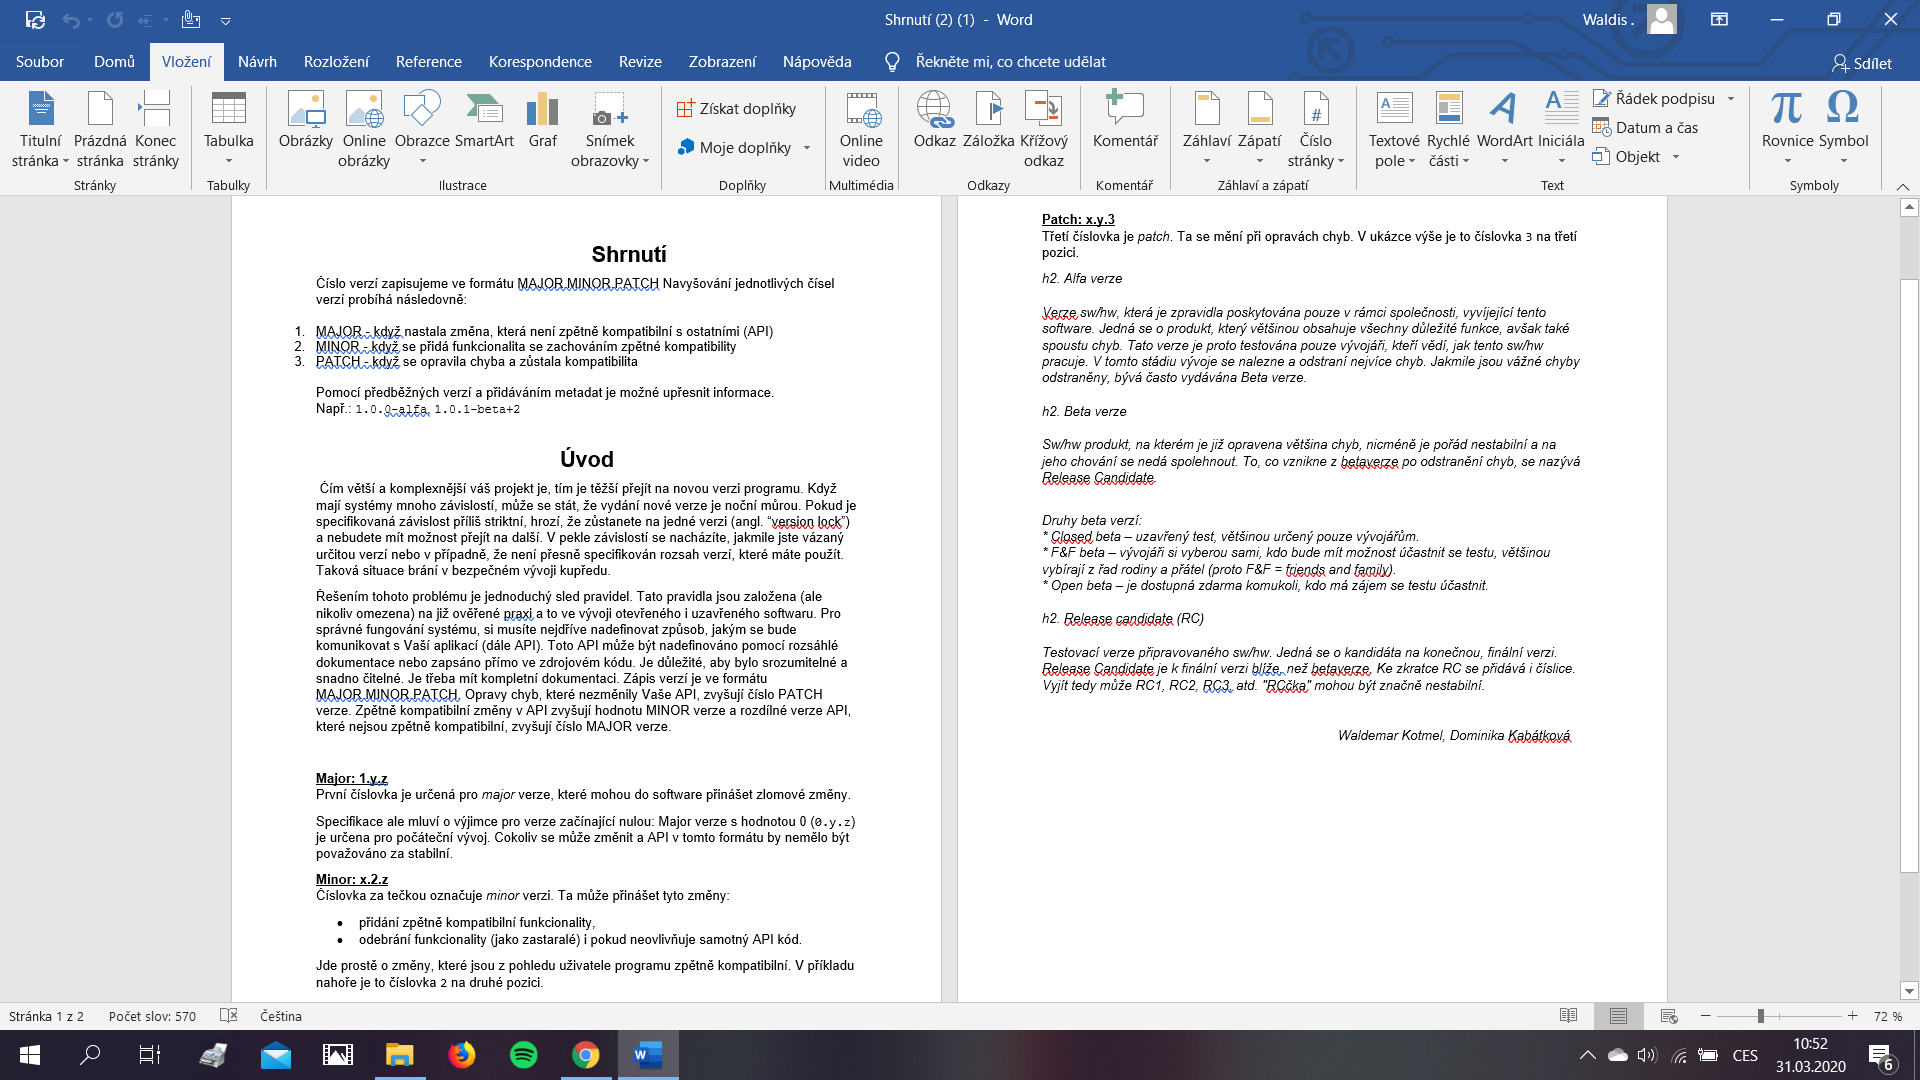 Shrnutí (2) (1) - Word
Waldis .
Soubor Domů Vložení Návrh Rozložení Reference Korespondence Revize Zobrazení Nápověda Řekněte mi, co chcete udělat Sdílet
Titulní stránka
Prázdná stránka
Konec stránky
Stránky
Tabulka
Tabulky
Obrázky
Online obrázky
Obrazce
SmartArt
Graf
Snímek obrazovky
Ilustrace
Získat doplňky
Moje doplňky
Doplňky
Online video
Multimédia
Odkaz
Záložka
Křížový odkaz
Odkazy
Komentář
Komentář
Záhlaví
Zápatí
Číslo stránky
Záhlaví a zápatí
Textové pole
Rychlé části
WordArt
Iniciála
Řádek podpisu
Datum a čas
Objekt
Text
Rovnice
Symbol
Symboly
Shrnutí
Číslo verzí zapisujeme ve formátu MAJOR.MINOR.PATCH Navyšování jednotlivých čísel
verzí probíhá následovně:
1. MAJOR - když nastala změna, která není zpětně kompatibilní s ostatními (API)
2. MINOR - když se přidá funkcionalita se zachováním zpětné kompatibility
3. PATCH - když se opravila chyba a zůstala kompatibilita
Pomocí předběžných verzí a přidáváním metadat je možné upřesnit informace.
Např.: 1.0.0-alfa, 1.0.1-beta+2
Úvod
Čím větší a komplexnější váš projekt je, tím je těžší přejít na novou verzi programu. Když
mají systémy mnoho závislostí, může se stát, že vydání nové verze je noční můrou. Pokud je
specifikovaná závislost příliš striktní, hrozí, že zůstanete na jedné verzi (angl. “version lock”)
a nebudete mít možnost přejít na další. V pekle závislostí se nacházíte, jakmile jste vázaný
určitou verzí nebo v případně, že není přesně specifikován rozsah verzí, které máte použít.
Taková situace brání v bezpečném vývoji kupředu.
Řešením tohoto problému je jednoduchý sled pravidel. Tato pravidla jsou založena (ale
nikoliv omezena) na již ověřené praxi a to ve vývoji otevřeného i uzavřeného softwaru. Pro
správné fungování systému, si musíte nejdříve nadefinovat způsob, jakým se bude
komunikovat s Vaší aplikací (dále API). Toto API může být nadefinováno pomocí rozsáhlé
dokumentace nebo zapsáno přímo ve zdrojovém kódu. Je důležité, aby bylo srozumitelné a
snadno čitelné. Je třeba mít kompletní dokumentaci. Zápis verzí je ve formátu
MAJOR.MINOR.PATCH. Opravy chyb, které nezměnily Vaše API, zvyšují číslo PATCH
verze. Zpětně kompatibilní změny v API zvyšují hodnotu MINOR verze a rozdílné verze API,
které nejsou zpětně kompatibilní, zvyšují číslo MAJOR verze.
Major: 1.y.z
První číslovka je určená pro major verze, které mohou do software přinášet zlomové změny.
Specifikace ale mluví o výjimce pro verze začínající nulou: Major verze s hodnotou 0 (0.y.z)
je určena pro počáteční vývoj. Cokoliv se může změnit a API v tomto formátu by nemělo být
považováno za stabilní.
Minor: x.2.z
Číslovka za tečkou označuje minor verzi. Ta může přinášet tyto změny:
• přidání zpětně kompatibilní funkcionality,
• odebrání funkcionality (jako zastaralé) i pokud neovlivňuje samotný API kód.
Jde prostě o změny, které jsou z pohledu uživatele programu zpětně kompatibilní. V příkladu
nahoře je to číslovka 2 na druhé pozici.
Patch: x.y.3
Třetí číslovka je patch. Ta se mění při opravách chyb. V ukázce výše je to číslovka 3 na třetí
pozici.
h2. Alfa verze
Verze sw/hw, která je zpravidla poskytována pouze v rámci společnosti, vyvíjející tento
software. Jedná se o produkt, který většinou obsahuje všechny důležité funkce, avšak také
spoustu chyb. Tato verze je proto testována pouze vývojáři, kteří vědí, jak tento sw/hw
pracuje. V tomto stádiu vývoje se nalezne a odstraní nejvíce chyb. Jakmile jsou vážné chyby
odstraněny, bývá často vydávána Beta verze.
h2. Beta verze
Sw/hw produkt, na kterém je již opravena většina chyb, nicméně je pořád nestabilní a na
jeho chování se nedá spolehnout. To, co vznikne z betaverze po odstranění chyb, se nazývá
Release Candidate.
Druhy beta verzí:
* Closed beta – uzavřený test, většinou určený pouze vývojářům.
* F&F beta – vývojáři si vyberou sami, kdo bude mít možnost účastnit se testu, většinou
vybírají z řad rodiny a přátel (proto F&F = friends and family).
* Open beta – je dostupná zdarma komukoli, kdo má zájem se testu účastnit.
h2. Release candidate (RC)
Testovací verze připravovaného sw/hw. Jedná se o kandidáta na konečnou, finální verzi.
Release Candidate je k finální verzi blíže, než betaverze. Ke zkratce RC se přidává i číslice.
Vyjít tedy může RC1, RC2, RC3, atd. "RCčka" mohou být značně nestabilní.
Waldemar Kotmel, Dominika Kabátková
Stránka 1 z 2 Počet slov: 570 Čeština 72 %
CES
10:52
31.03.2020
6